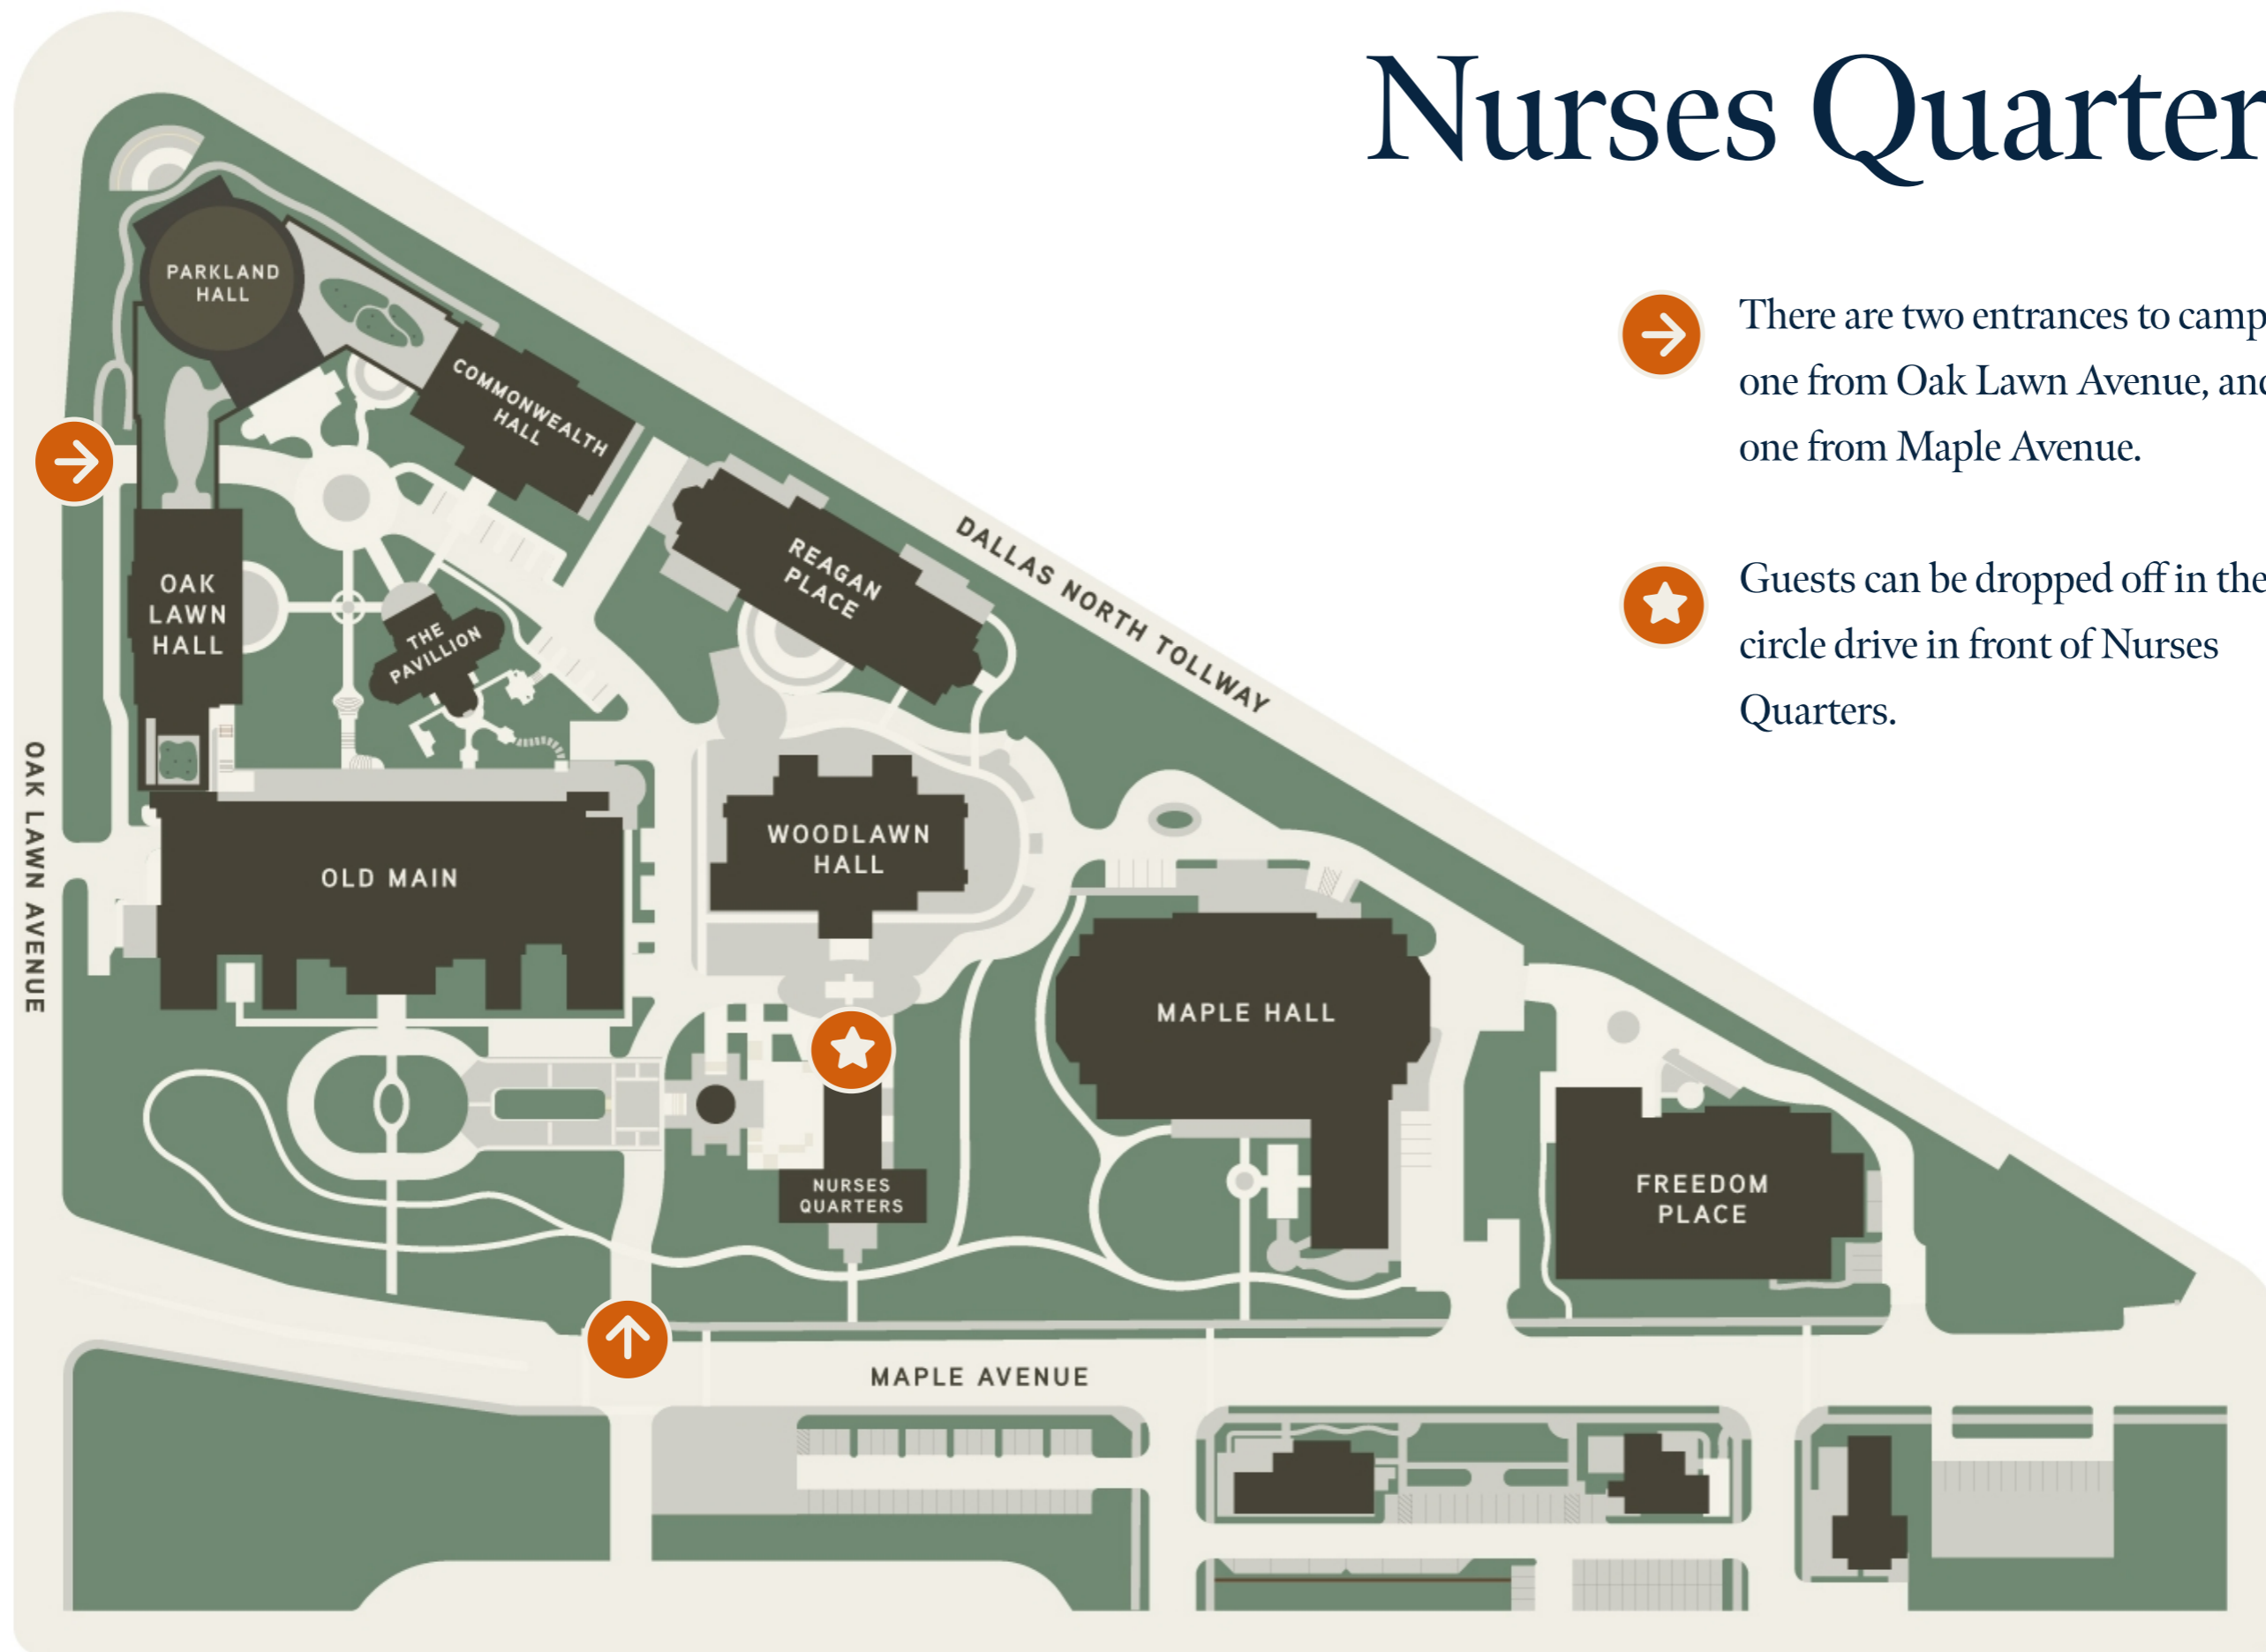 Nurses Quarter
There are two entrances to camp
one from Oak Lawn Avenue, and
one from Maple Avenue.
Guests can be dropped off in the
circle drive in front of Nurses
Quarters.
PARKLAND
HALL
COMMONWEALTH
HALL
REAGAN
PLACE
DALLAS NORTH TOLLWAY
OAK
LAWN
HALL
THE
PAVILLION
OAK LAWN AVENUE
OLD MAIN
WOODLAWN
HALL
MAPLE HALL
NURSES
QUARTERS
FREEDOM
PLACE
MAPLE AVENUE